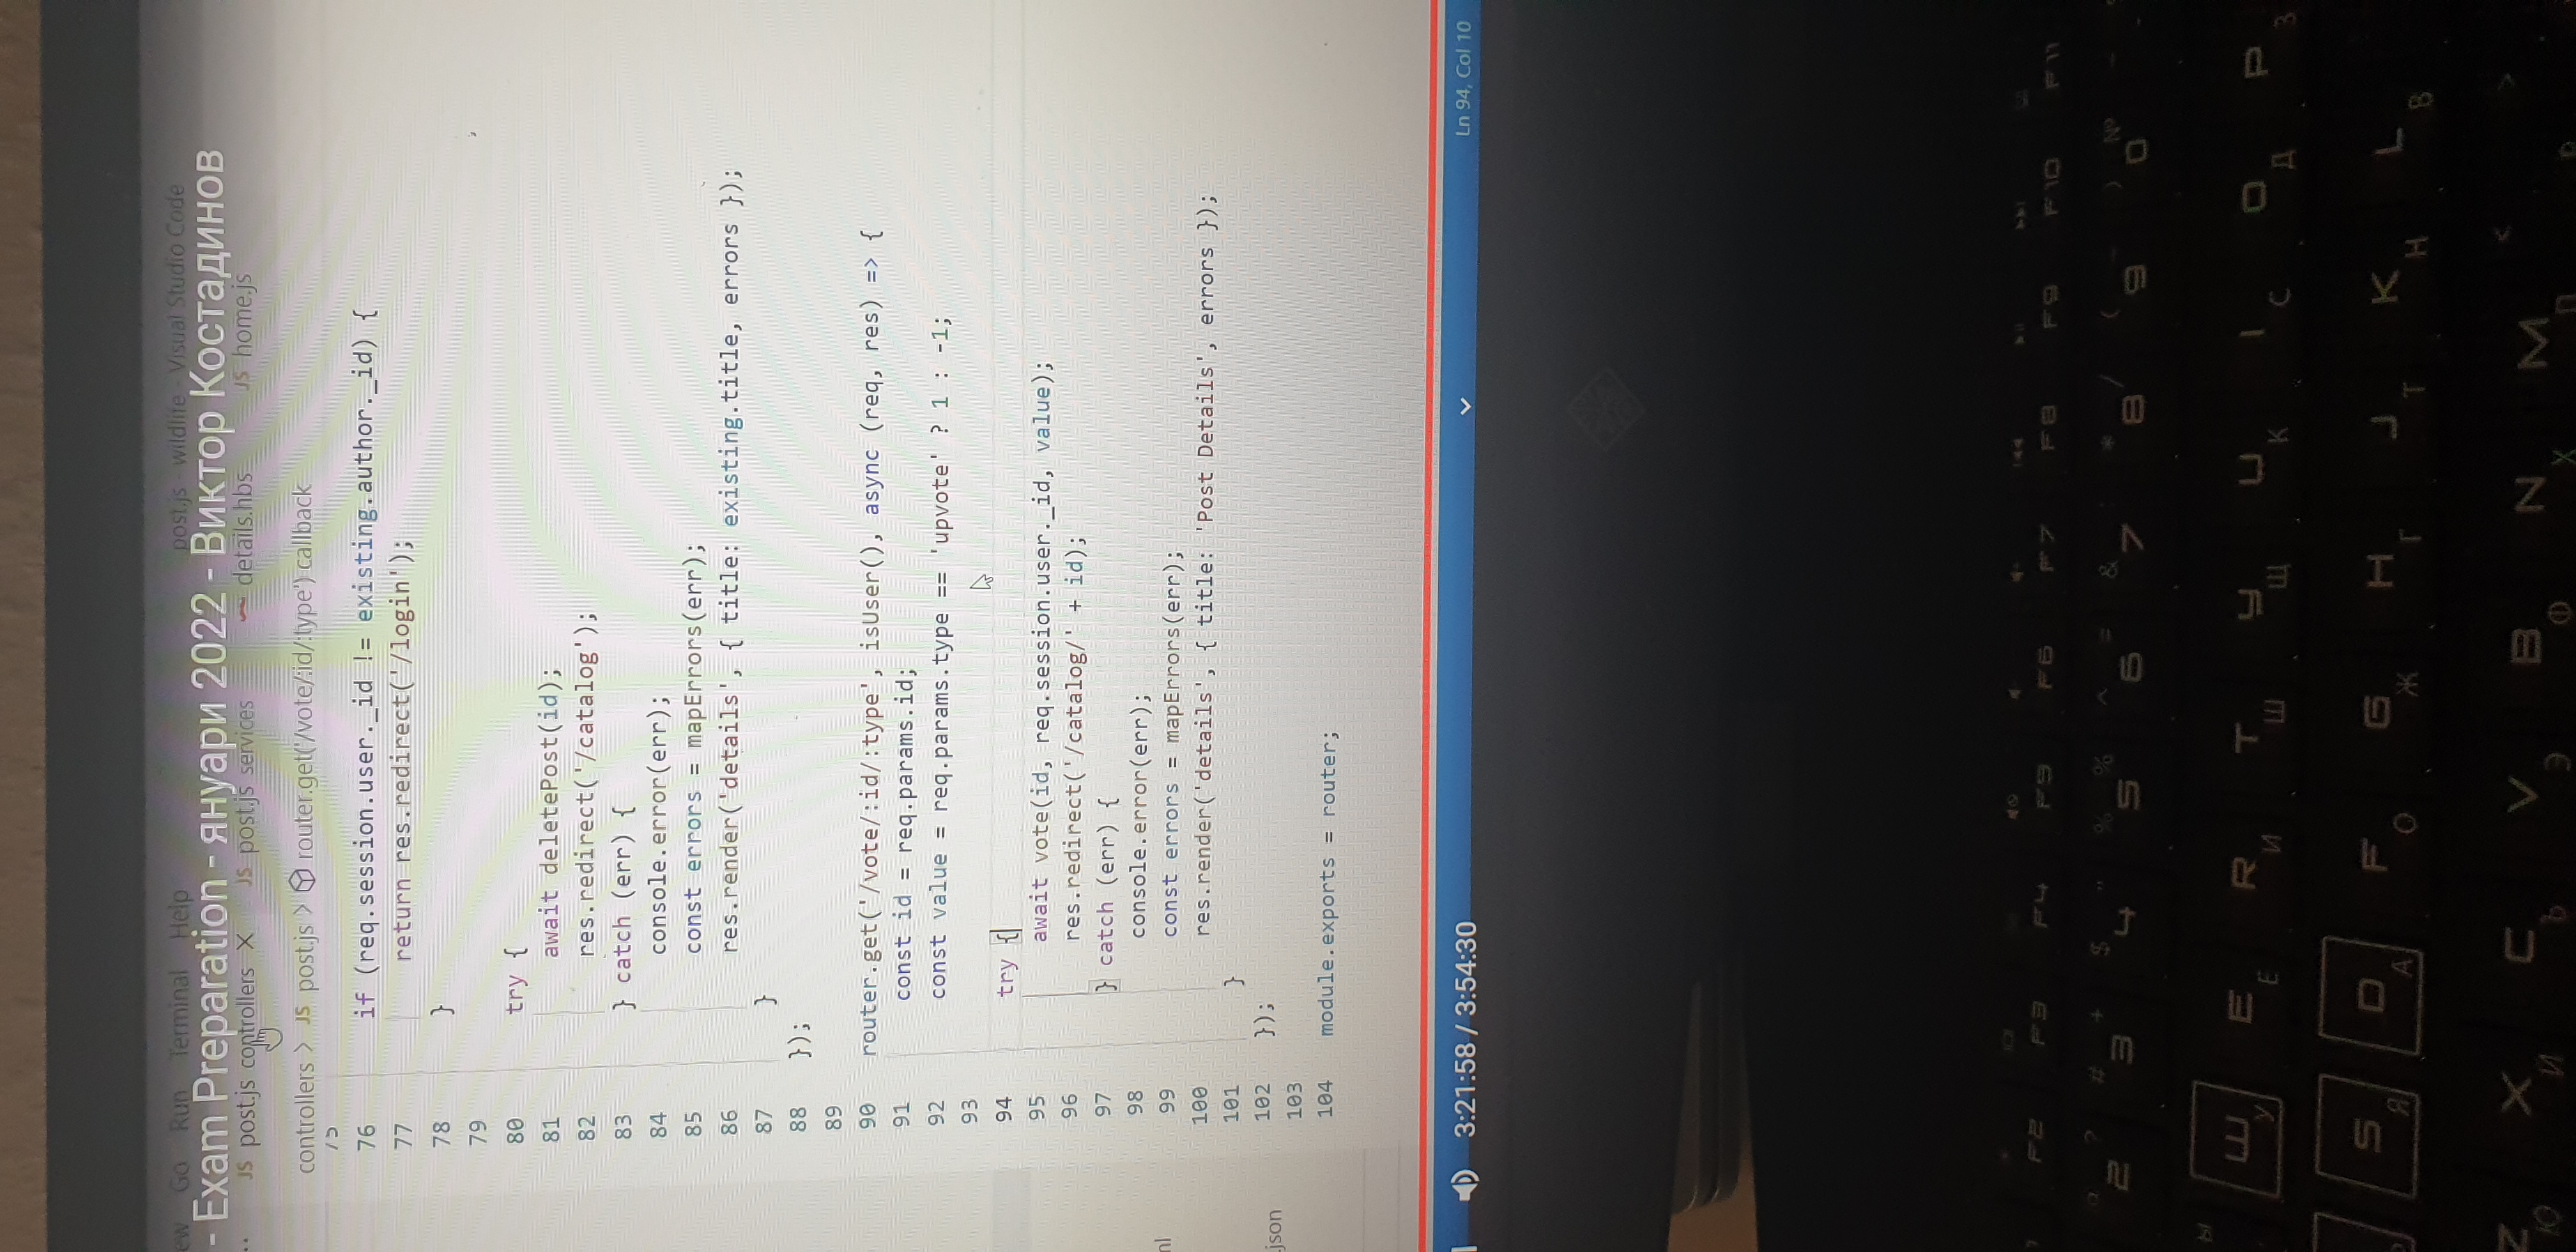 ew Go Run Terminal Help post.js - wildlife - Visual Studio Code
- Exam Preparation - януари 2022 - Виктор Костадинов
JS post.js controllers × JS post.js services details.hbs JS home.js
controllers > JS post.js > router.get('/vote/:id/:type') callback
75
76 if (req.session.user._id != existing.author._id) {
77 return res.redirect('/login');
78 }
79
80 try {
81 await deletePost(id);
82 res.redirect('/catalog');
83 } catch (err) {
84 console.error(err);
85 const errors = mapErrors(err);
86 res.render('details', { title: existing.title, errors });
87 }
88 });
89
90 router.get('/vote/:id/:type', isUser(), async (req, res) => {
91 const id = req.params.id;
92 const value = req.params.type == 'upvote' ? 1 : -1;
93
94 try {
95 await vote(id, req.session.user._id, value);
96 res.redirect('/catalog/' + id);
97 } catch (err) {
98 console.error(err);
99 const errors = mapErrors(err);
100 res.render('details', { title: 'Post Details', errors });
101 }
102 });
103
104 module.exports = router;
ml
.json
3:21:58 / 3:54:30 Ln 94, Col 10
F2 F3 F4 F5 F6 F7 F8 F9 F10 F11
2 ? # 3 + $ 4 " % 5 % ^ 6 = & 7 * 8 / ( 9 ) 0 №
Ы W У E Е R И T Ш Y Щ U К I С O Д P З
S Я D А F О G Ж H Г J Т K Н L В
Z Ю X Й C Ъ V Э B Ф N Х M П < >